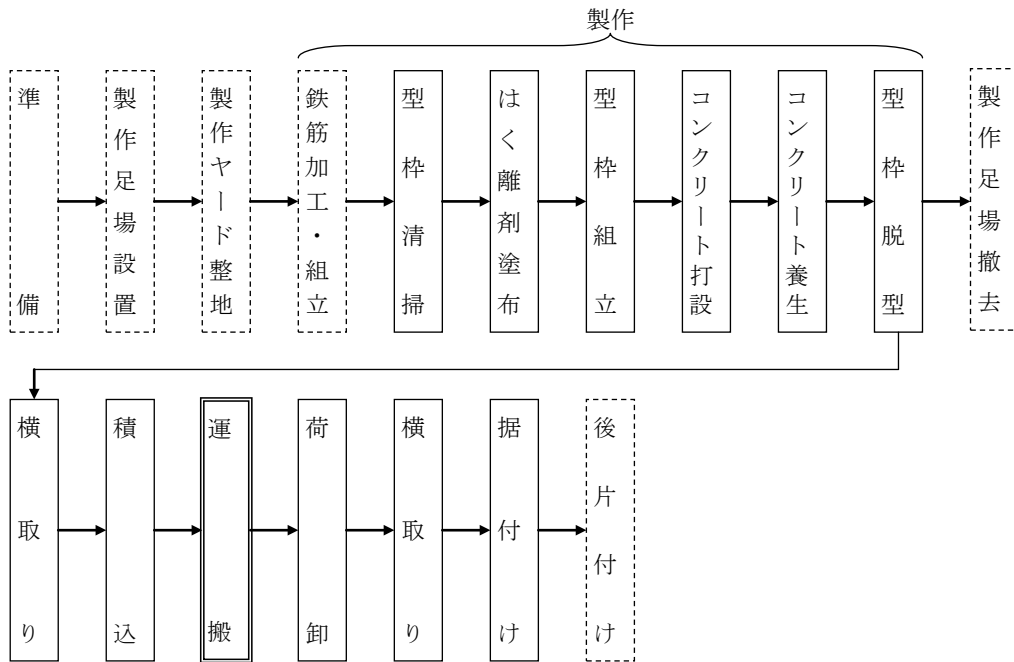 製作
準備
製作足場設置
製作ヤード整地
鉄筋加工・組立
型枠清掃
はく離剤塗布
型枠組立
コンクリート打設
コンクリート養生
型枠脱型
製作足場撤去
横取り
積込
運搬
荷卸
横取り
据付け
後片付け